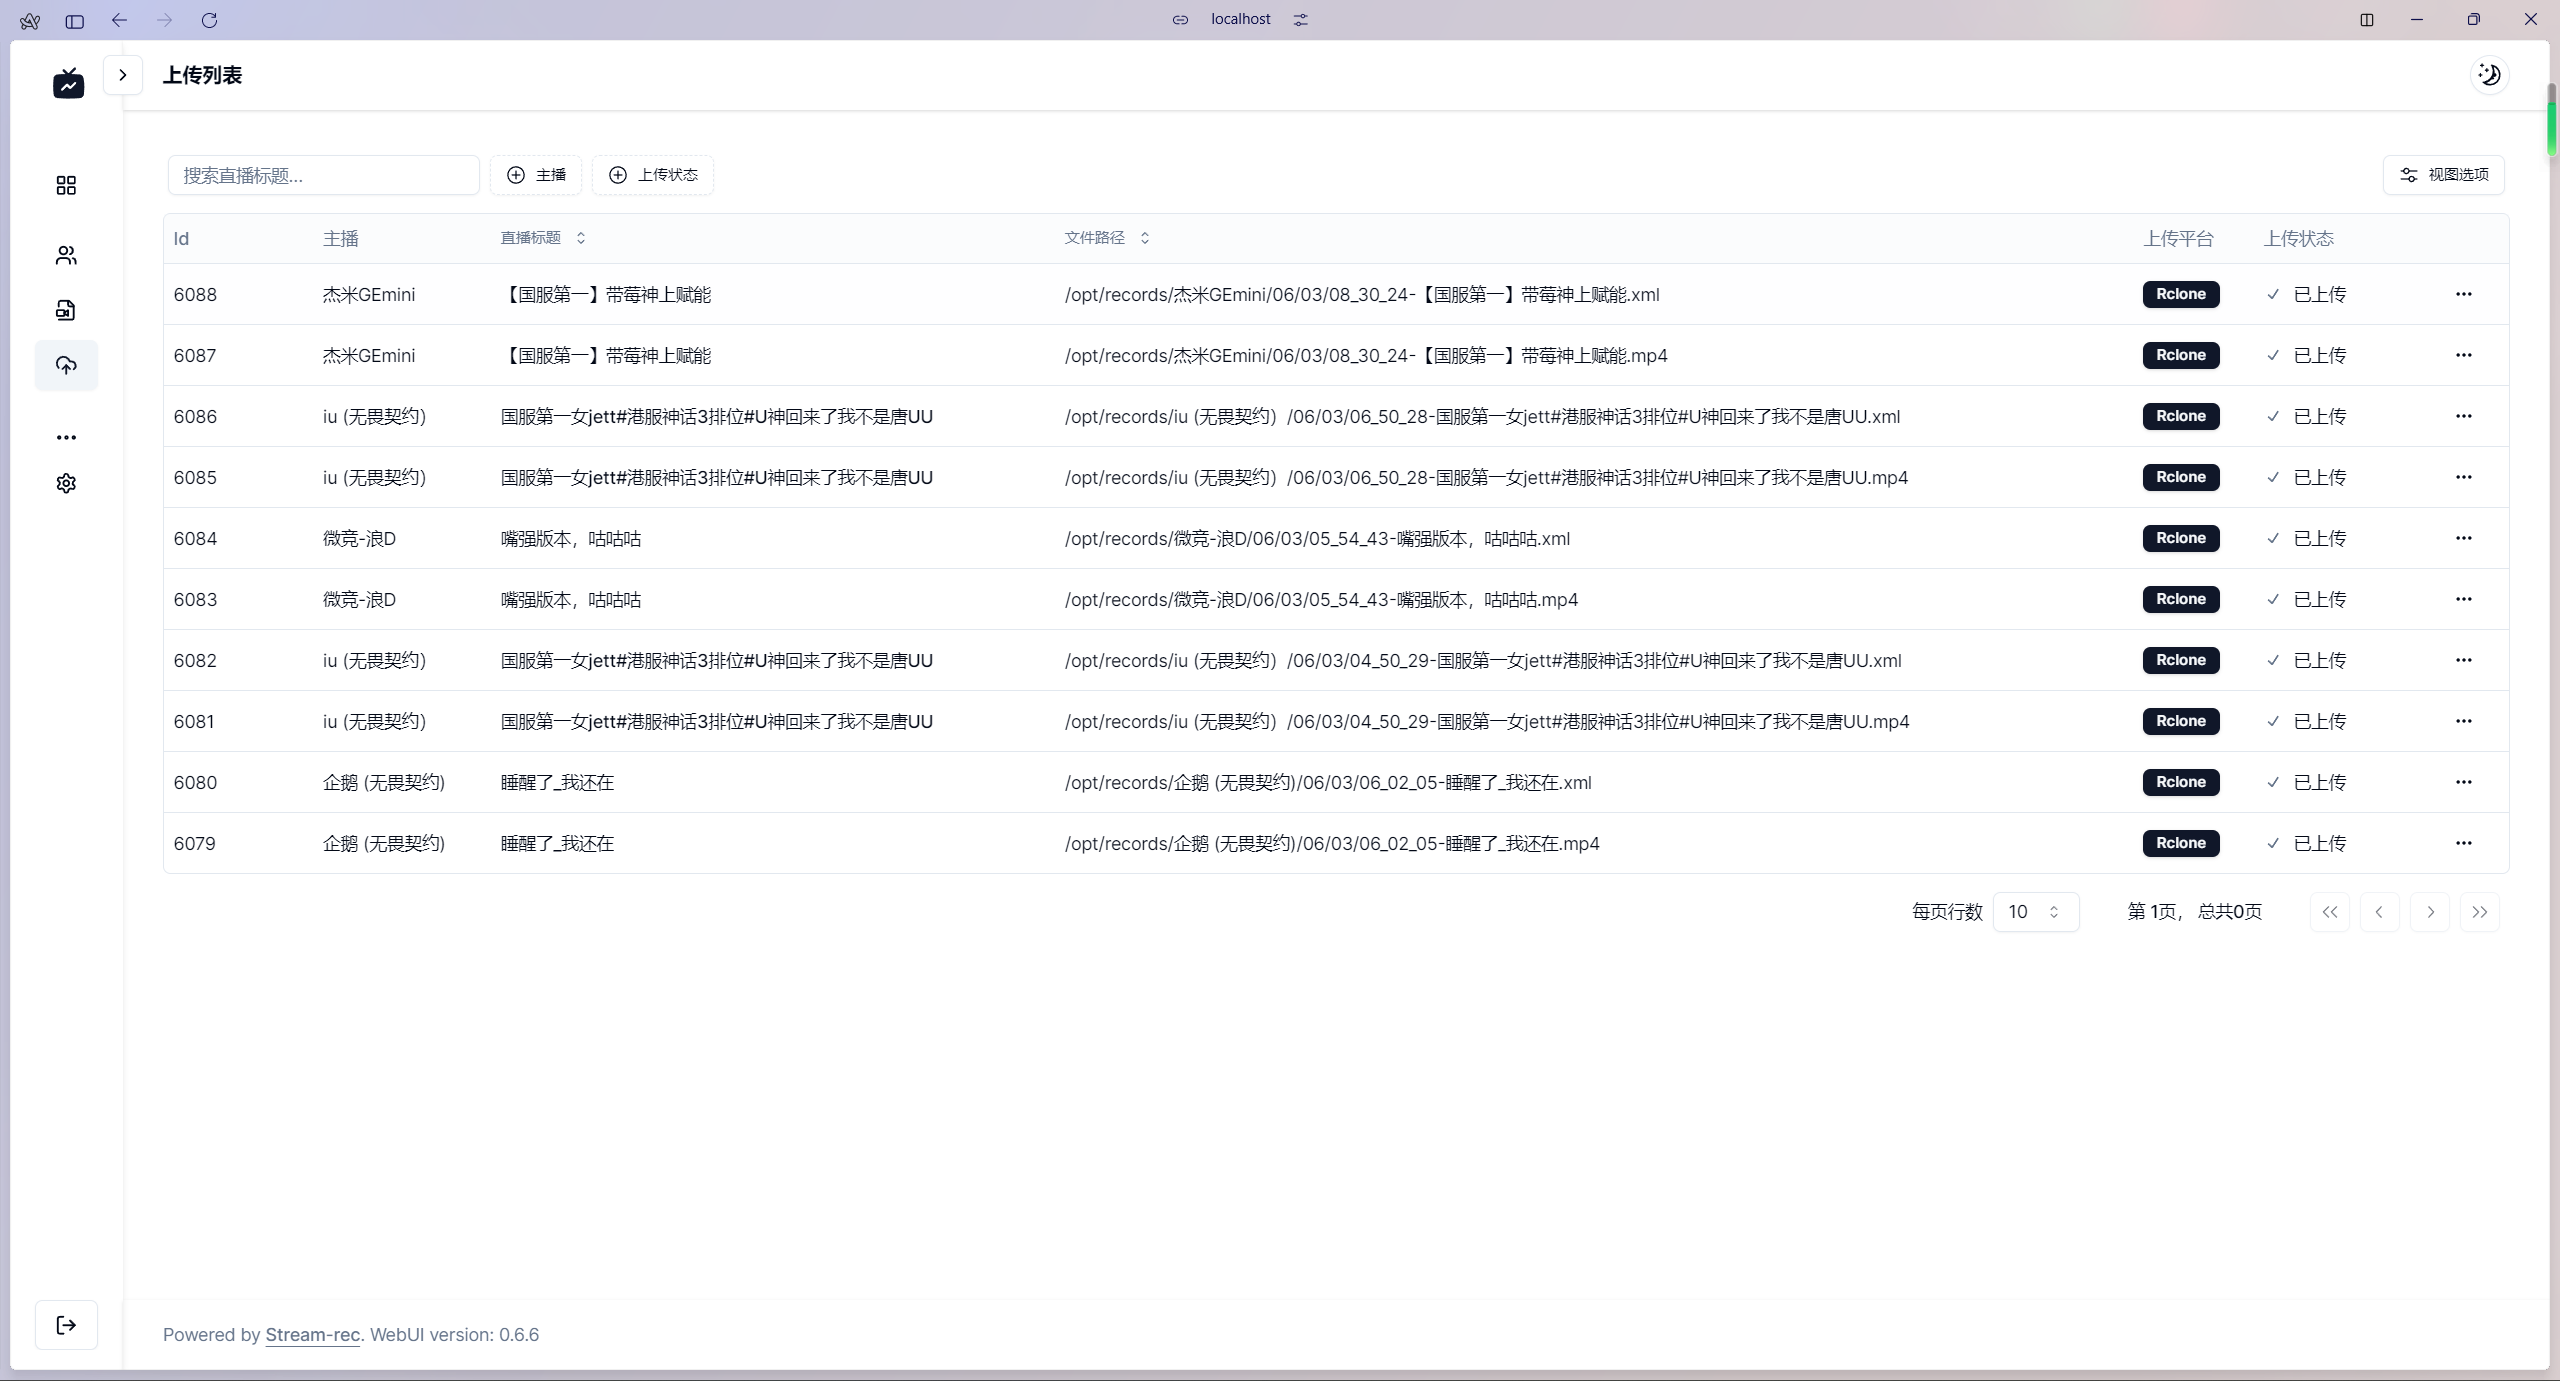 localhost
上传列表
搜索直播标题... 主播 上传状态 视图选项
Id 主播 直播标题 文件路径 上传平台 上传状态
6088 杰米GEmini 【国服第一】带莓神上赋能 /opt/records/杰米GEmini/06/03/08_30_24-【国服第一】带莓神上赋能.xml Rclone 已上传
6087 杰米GEmini 【国服第一】带莓神上赋能 /opt/records/杰米GEmini/06/03/08_30_24-【国服第一】带莓神上赋能.mp4 Rclone 已上传
6086 iu (无畏契约) 国服第一女jett#港服神话3排位#U神回来了我不是唐UU /opt/records/iu (无畏契约）/06/03/06_50_28-国服第一女jett#港服神话3排位#U神回来了我不是唐UU.xml Rclone 已上传
6085 iu (无畏契约) 国服第一女jett#港服神话3排位#U神回来了我不是唐UU /opt/records/iu (无畏契约）/06/03/06_50_28-国服第一女jett#港服神话3排位#U神回来了我不是唐UU.mp4 Rclone 已上传
6084 微竞-浪D 嘴强版本，咕咕咕 /opt/records/微竞-浪D/06/03/05_54_43-嘴强版本，咕咕咕.xml Rclone 已上传
6083 微竞-浪D 嘴强版本，咕咕咕 /opt/records/微竞-浪D/06/03/05_54_43-嘴强版本，咕咕咕.mp4 Rclone 已上传
6082 iu (无畏契约) 国服第一女jett#港服神话3排位#U神回来了我不是唐UU /opt/records/iu (无畏契约）/06/03/04_50_29-国服第一女jett#港服神话3排位#U神回来了我不是唐UU.xml Rclone 已上传
6081 iu (无畏契约) 国服第一女jett#港服神话3排位#U神回来了我不是唐UU /opt/records/iu (无畏契约）/06/03/04_50_29-国服第一女jett#港服神话3排位#U神回来了我不是唐UU.mp4 Rclone 已上传
6080 企鹅 (无畏契约) 睡醒了_我还在 /opt/records/企鹅 (无畏契约)/06/03/06_02_05-睡醒了_我还在.xml Rclone 已上传
6079 企鹅 (无畏契约) 睡醒了_我还在 /opt/records/企鹅 (无畏契约)/06/03/06_02_05-睡醒了_我还在.mp4 Rclone 已上传
每页行数 10 第 1页， 总共0页
Powered by Stream-rec. WebUI version: 0.6.6